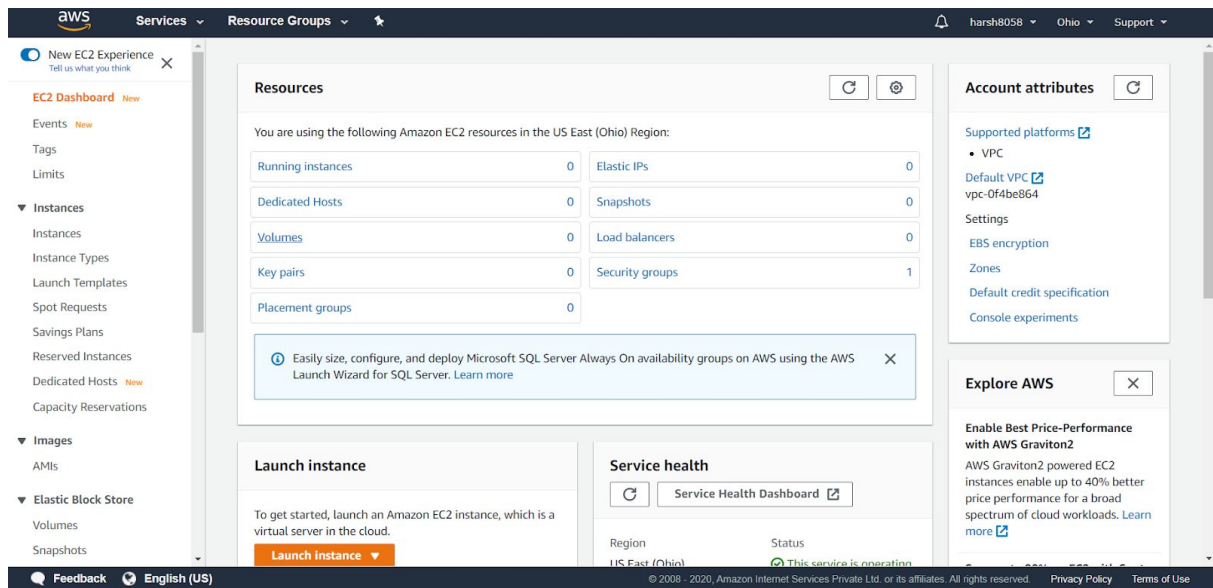 aws
Services
Resource Groups
harsh8058
Ohio
Support
New EC2 Experience
Tell us what you think
EC2 Dashboard New
Events New
Tags
Limits
Instances
Instances
Instance Types
Launch Templates
Spot Requests
Savings Plans
Reserved Instances
Dedicated Hosts New
Capacity Reservations
Images
AMIs
Elastic Block Store
Volumes
Snapshots
Resources
You are using the following Amazon EC2 resources in the US East (Ohio) Region:
Running instances 0
Elastic IPs 0
Dedicated Hosts 0
Snapshots 0
Volumes 0
Load balancers 0
Key pairs 0
Security groups 1
Placement groups 0
Easily size, configure, and deploy Microsoft SQL Server Always On availability groups on AWS using the AWS
Launch Wizard for SQL Server. Learn more
Launch instance
To get started, launch an Amazon EC2 instance, which is a
virtual server in the cloud.
Launch instance
Service health
Service Health Dashboard
Region
Status
US East (Ohio)
This service is operating
Account attributes
Supported platforms
• VPC
Default VPC
vpc-0f4be864
Settings
EBS encryption
Zones
Default credit specification
Console experiments
Explore AWS
Enable Best Price-Performance
with AWS Graviton2
AWS Graviton2 powered EC2
instances enable up to 40% better
price performance for a broad
spectrum of cloud workloads. Learn
more
Feedback
English (US)
© 2008 - 2020, Amazon Internet Services Private Ltd. or its affiliates. All rights reserved.
Privacy Policy
Terms of Use